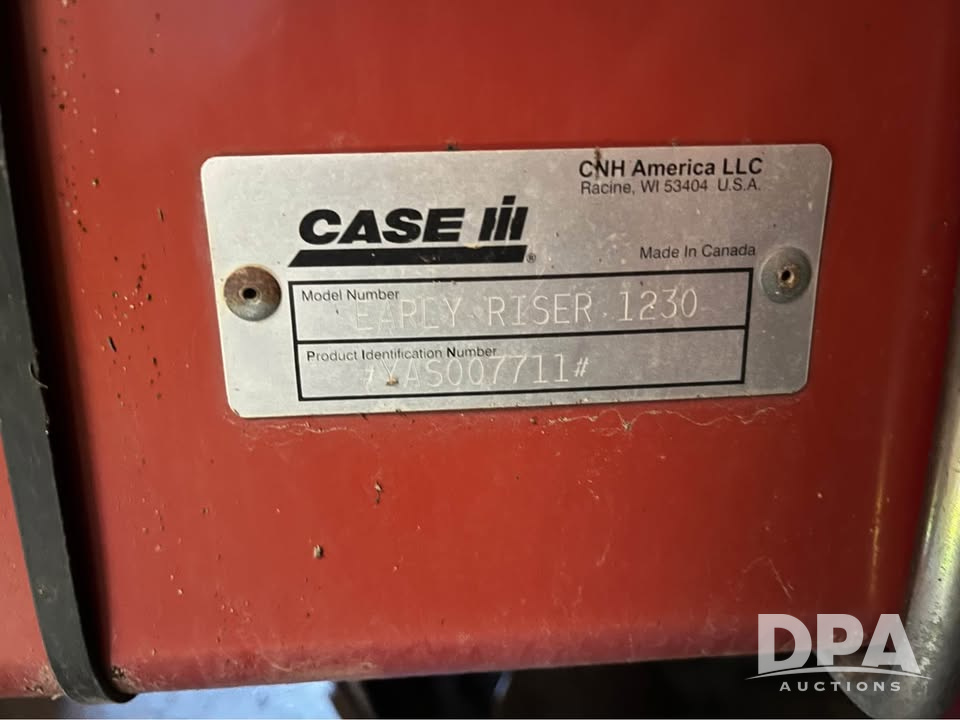 CNH America LLC
Racine, WI 53404 U.S.A.
CASE IH
®
Made In Canada
Model Number
EARLY RISER 1230
Product Identification Number
#YAS007711#
DPA
AUCTIONS